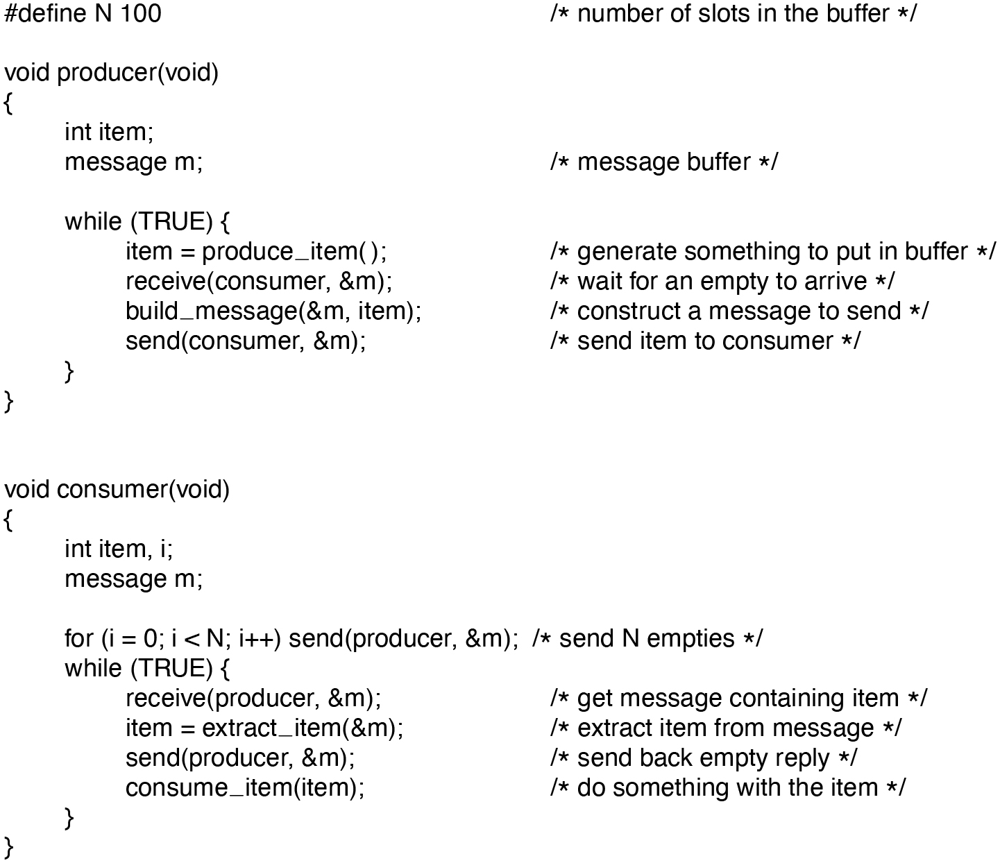 #define N 100 /* number of slots in the buffer */
void producer(void)
{
int item;
message m; /* message buffer */
while (TRUE) {
item = produce_item( ); /* generate something to put in buffer */
receive(consumer, &m); /* wait for an empty to arrive */
build_message(&m, item); /* construct a message to send */
send(consumer, &m); /* send item to consumer */
}
}
void consumer(void)
{
int item, i;
message m;
for (i = 0; i < N; i++) send(producer, &m); /* send N empties */
while (TRUE) {
receive(producer, &m); /* get message containing item */
item = extract_item(&m); /* extract item from message */
send(producer, &m); /* send back empty reply */
consume_item(item); /* do something with the item */
}
}